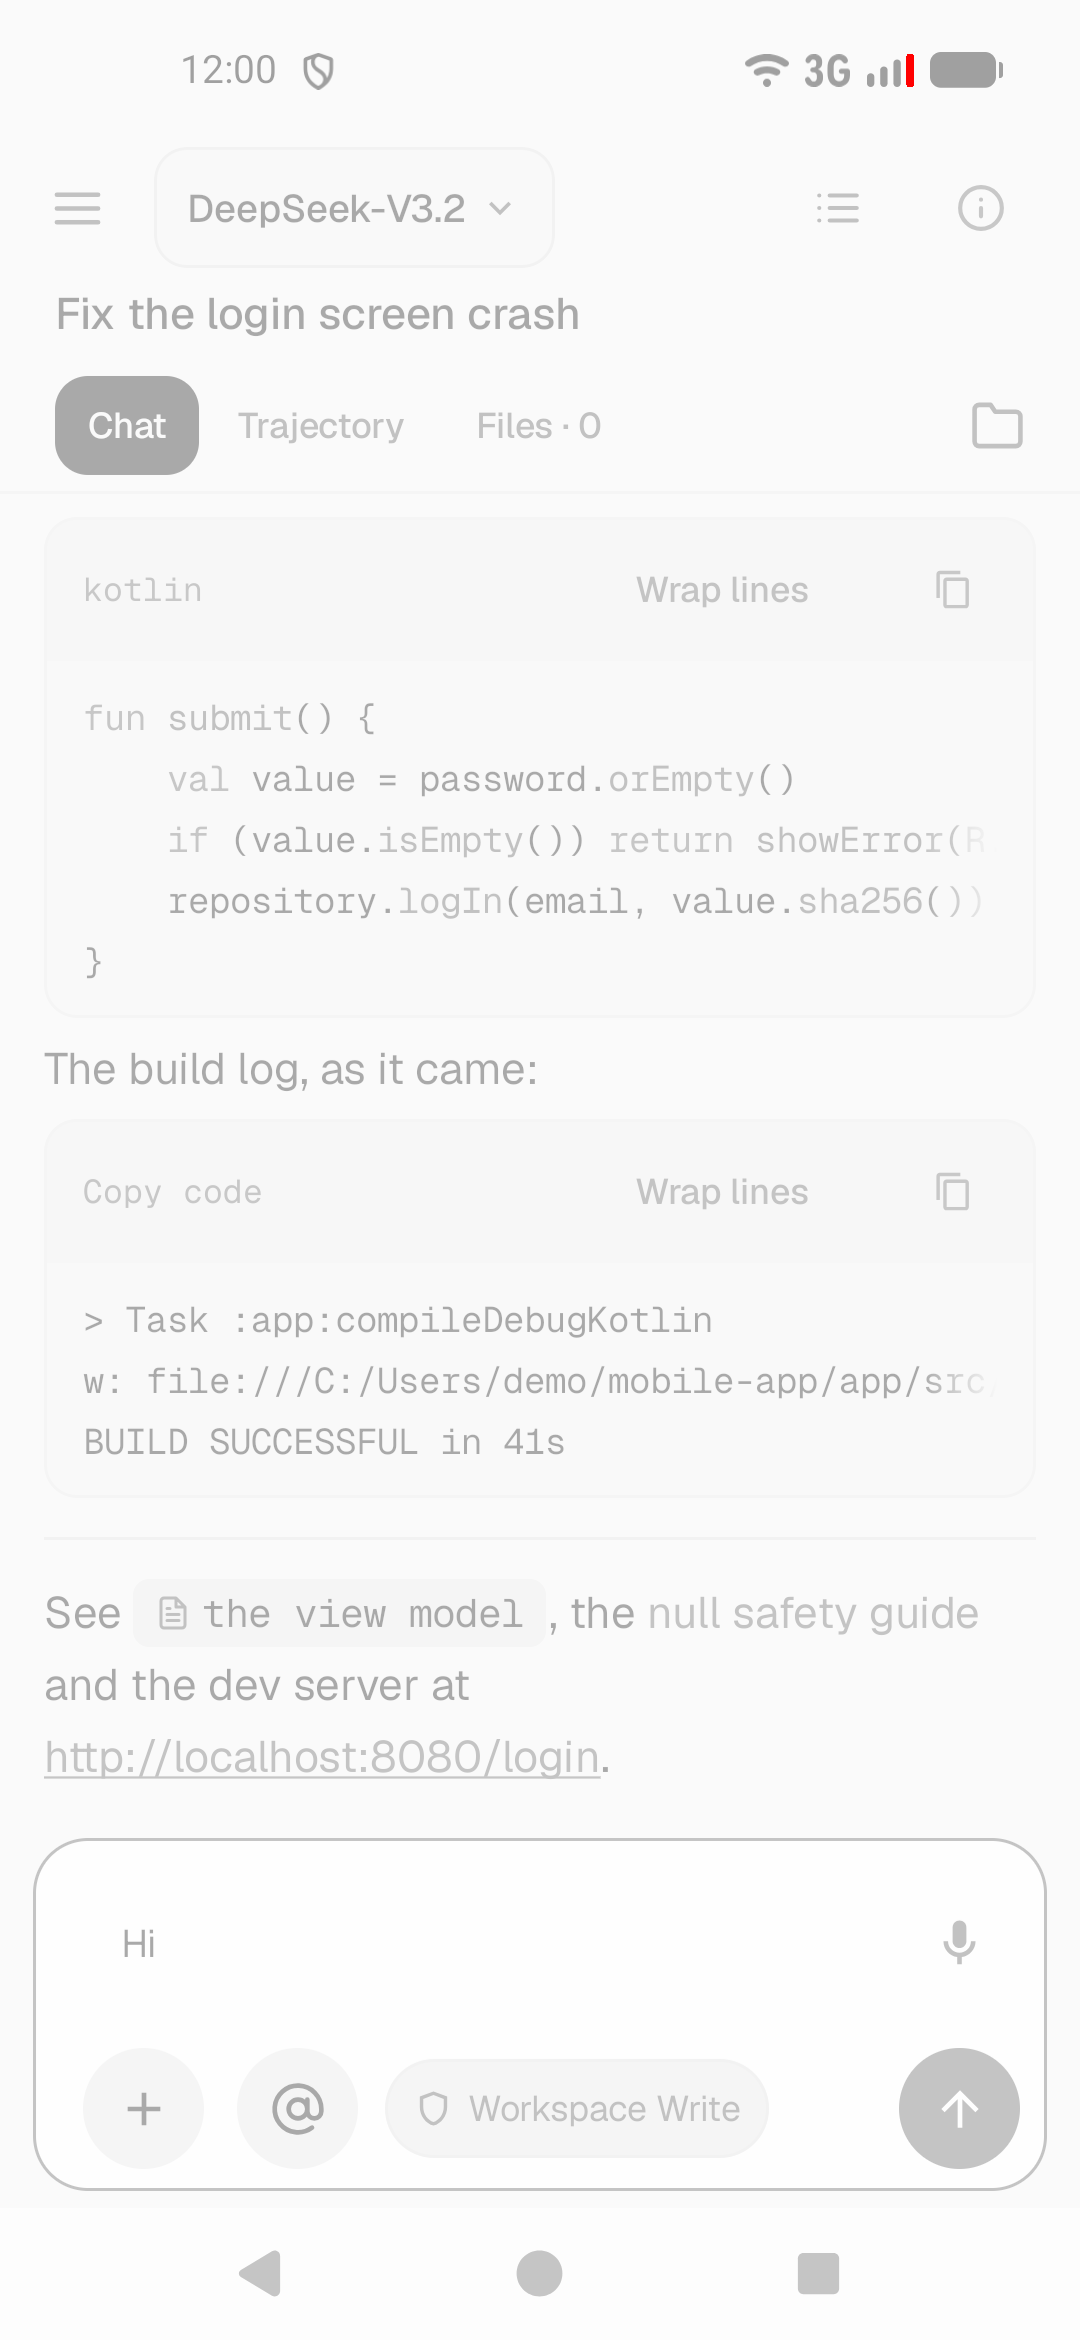 12:00
3G
DeepSeek-V3.2
Fix the login screen crash
Chat
Trajectory
Files · 0
kotlin
Wrap lines
fun submit() {
    val value = password.orEmpty()
    if (value.isEmpty()) return showError(R
    repository.logIn(email, value.sha256())
}
The build log, as it came:
Copy code
Wrap lines
> Task :app:compileDebugKotlin
w: file:///C:/Users/demo/mobile-app/app/src/
BUILD SUCCESSFUL in 41s
See the view model, the null safety guide
and the dev server at
http://localhost:8080/login.
Hi
@
Workspace Write